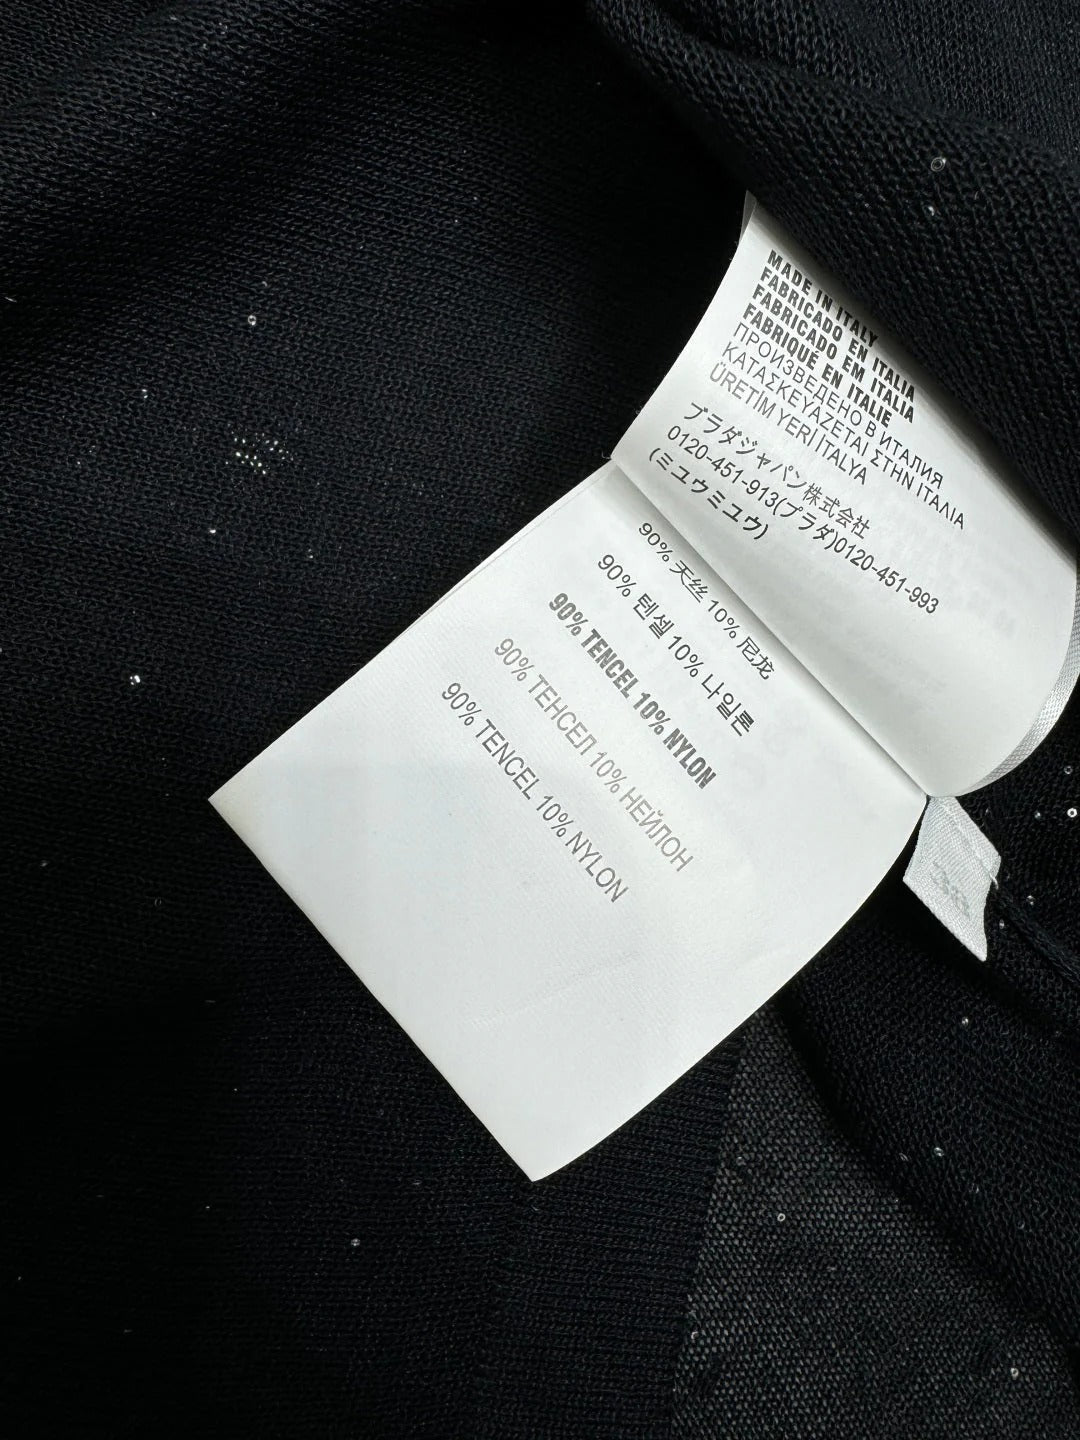 MADE IN ITALY
FABRICADO EN ITALIA
FABRICADO EM ITALIA
FABRIQUÉ EN ITALIE
ПРОИЗВЕДЕНО В ИТАЛИЯ
ΚΑΤΑΣΚΕΥΑΖΕΤΑΙ ΣΤΗΝ ΙΤΑΛΙΑ
ÜRETİM YERİ İTALYA
プラダジャパン株式会社
0120-451-913(プラダ)0120-451-993
(ミュウミュウ)
90% 天丝 10% 尼龙
90% 텐셀 10% 나일론
90% TENCEL 10% NYLON
90% ТЕНСЕЛ 10% НЕЙЛОН
90% TENCEL 10% NYLON